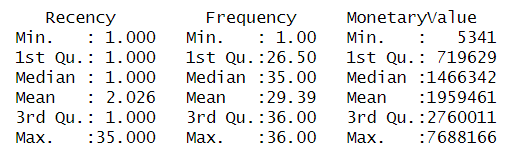 Recency         Frequency      MonetaryValue
Min.   : 1.000   Min.   : 1.00   Min.   :   5341
1st Qu.: 1.000   1st Qu.:26.50   1st Qu.: 719629
Median : 1.000   Median :35.00   Median :1466342
Mean   : 2.026   Mean   :29.39   Mean   :1959461
3rd Qu.: 1.000   3rd Qu.:36.00   3rd Qu.:2760011
Max.   :35.000   Max.   :36.00   Max.   :7688166